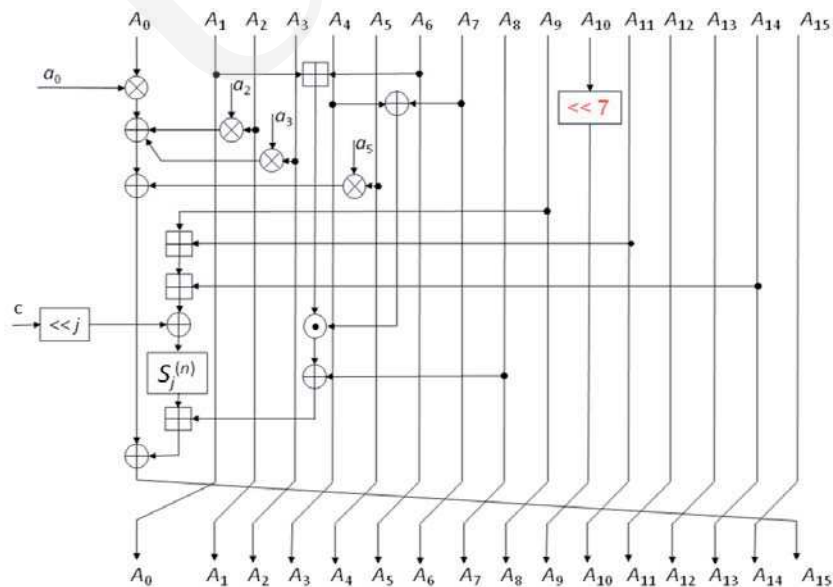 A₀ A₁ A₂ A₃ A₄ A₅ A₆ A₇ A₈ A₉ A₁₀ A₁₁ A₁₂ A₁₃ A₁₄ A₁₅
a₀
a₂
<< 7
a₃
a₅
c
<< j
Sⱼ⁽ⁿ⁾
A₀ A₁ A₂ A₃ A₄ A₅ A₆ A₇ A₈ A₉ A₁₀ A₁₁ A₁₂ A₁₃ A₁₄ A₁₅